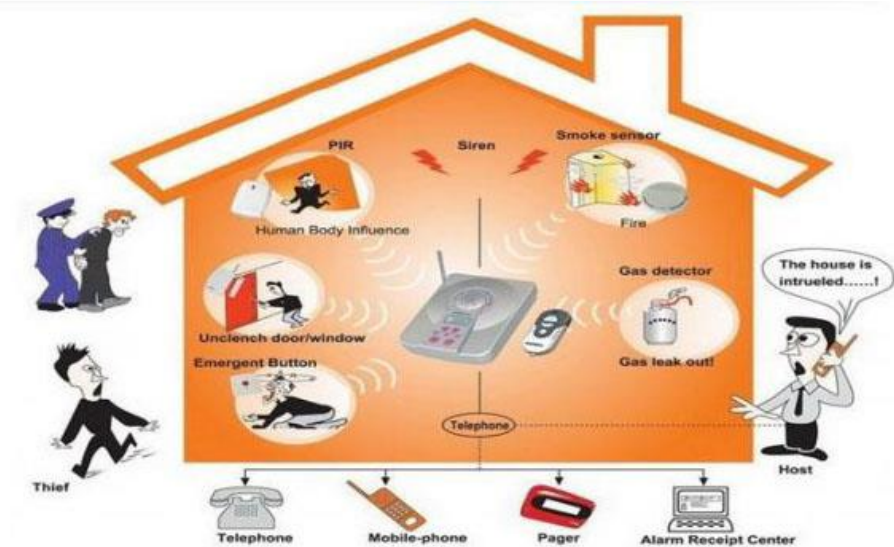 PIR
Siren
Smoke sensor
Human Body Influence
Fire
Unclench door/window
Gas detector
Gas leak out!
The house is
intrueled......!
Emergent Button
Telephone
Thief
Host
Telephone
Mobile-phone
Pager
Alarm Receipt Center